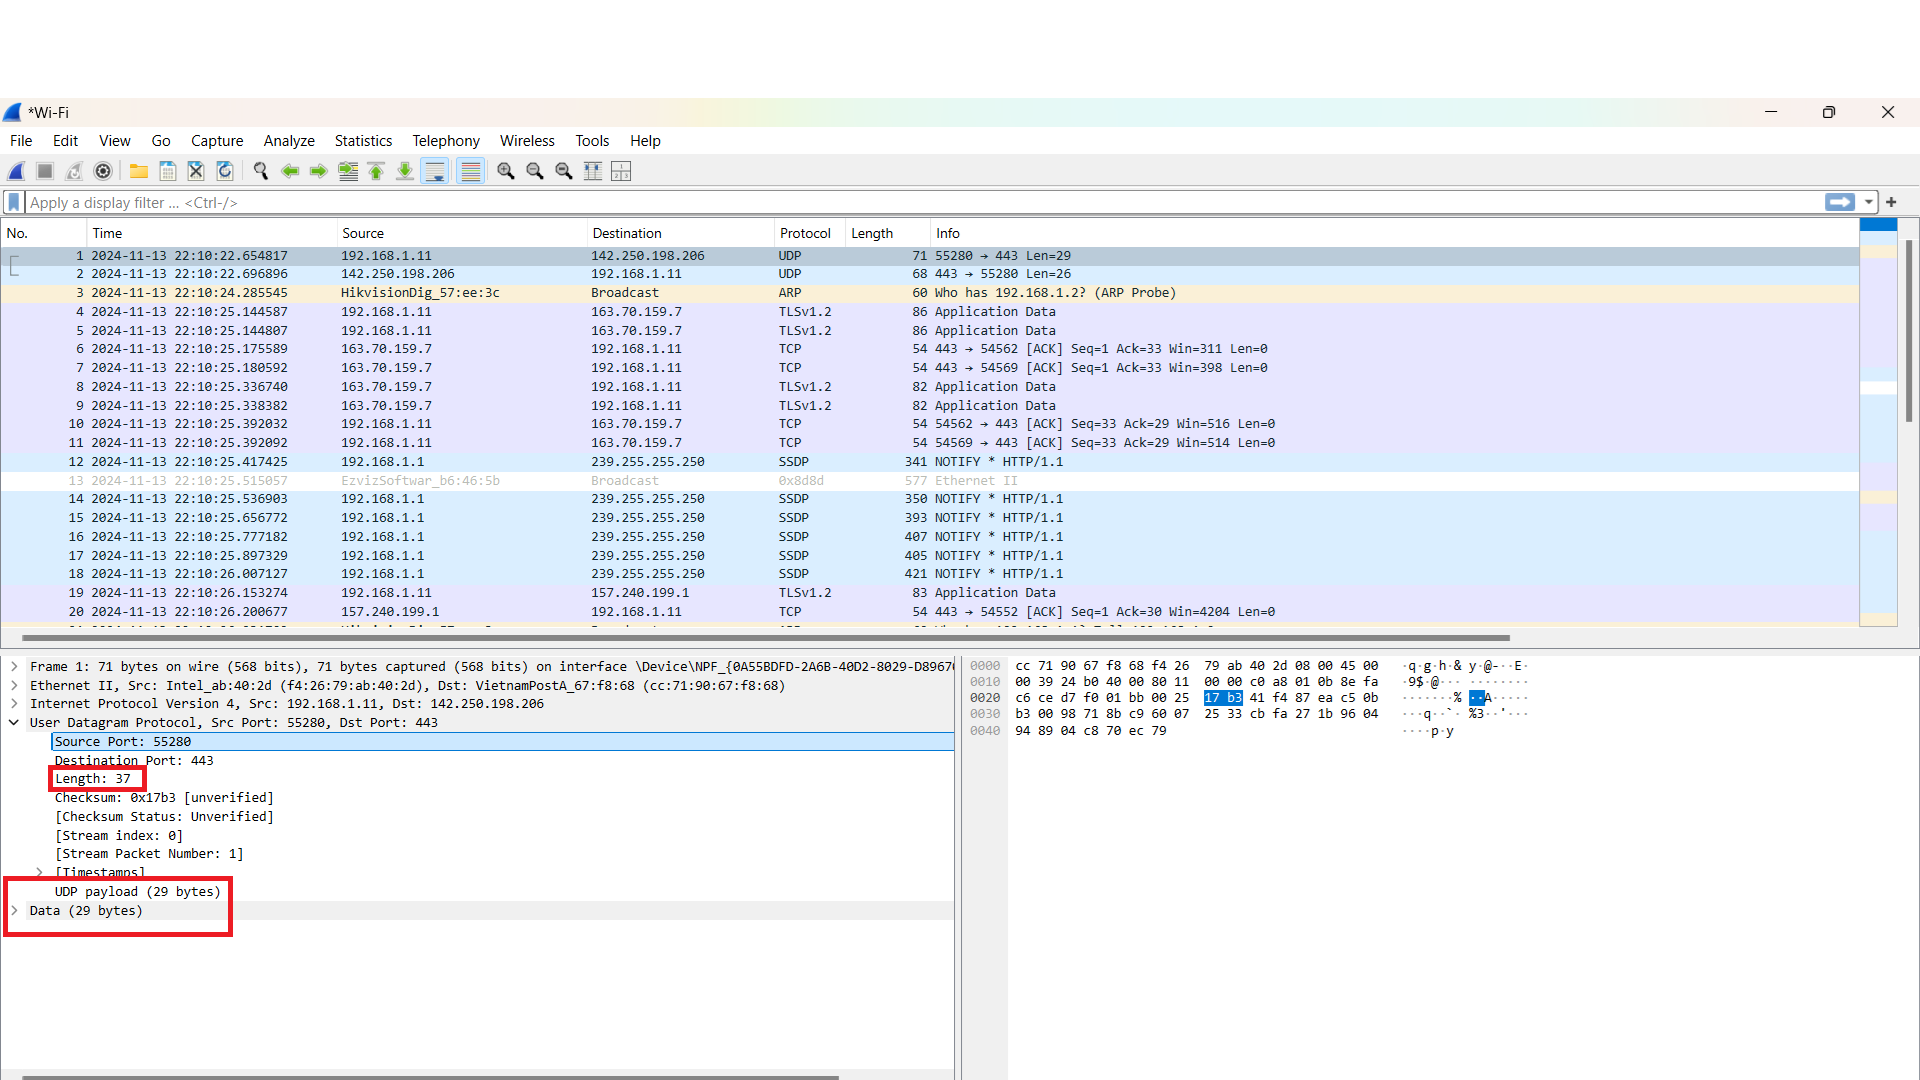 *Wi-Fi
File Edit View Go Capture Analyze Statistics Telephony Wireless Tools Help
Apply a display filter ... <Ctrl-/>
No. Time Source Destination Protocol Length Info
1 2024-11-13 22:10:22.654817 192.168.1.11 142.250.198.206 UDP 71 55280 → 443 Len=29
2 2024-11-13 22:10:22.696896 142.250.198.206 192.168.1.11 UDP 68 443 → 55280 Len=26
3 2024-11-13 22:10:24.285545 HikvisionDig_57:ee:3c Broadcast ARP 60 Who has 192.168.1.2? (ARP Probe)
4 2024-11-13 22:10:25.144587 192.168.1.11 163.70.159.7 TLSv1.2 86 Application Data
5 2024-11-13 22:10:25.144807 192.168.1.11 163.70.159.7 TLSv1.2 86 Application Data
6 2024-11-13 22:10:25.175589 163.70.159.7 192.168.1.11 TCP 54 443 → 54562 [ACK] Seq=1 Ack=33 Win=311 Len=0
7 2024-11-13 22:10:25.180592 163.70.159.7 192.168.1.11 TCP 54 443 → 54569 [ACK] Seq=1 Ack=33 Win=398 Len=0
8 2024-11-13 22:10:25.336740 163.70.159.7 192.168.1.11 TLSv1.2 82 Application Data
9 2024-11-13 22:10:25.338382 163.70.159.7 192.168.1.11 TLSv1.2 82 Application Data
10 2024-11-13 22:10:25.392032 192.168.1.11 163.70.159.7 TCP 54 54562 → 443 [ACK] Seq=33 Ack=29 Win=516 Len=0
11 2024-11-13 22:10:25.392092 192.168.1.11 163.70.159.7 TCP 54 54569 → 443 [ACK] Seq=33 Ack=29 Win=514 Len=0
12 2024-11-13 22:10:25.417425 192.168.1.1 239.255.255.250 SSDP 341 NOTIFY * HTTP/1.1
13 2024-11-13 22:10:25.515057 EzvizSoftwar_b6:46:5b Broadcast 0x8d8d 577 Ethernet II
14 2024-11-13 22:10:25.536903 192.168.1.1 239.255.255.250 SSDP 350 NOTIFY * HTTP/1.1
15 2024-11-13 22:10:25.656772 192.168.1.1 239.255.255.250 SSDP 393 NOTIFY * HTTP/1.1
16 2024-11-13 22:10:25.777182 192.168.1.1 239.255.255.250 SSDP 407 NOTIFY * HTTP/1.1
17 2024-11-13 22:10:25.897329 192.168.1.1 239.255.255.250 SSDP 405 NOTIFY * HTTP/1.1
18 2024-11-13 22:10:26.007127 192.168.1.1 239.255.255.250 SSDP 421 NOTIFY * HTTP/1.1
19 2024-11-13 22:10:26.153274 192.168.1.11 157.240.199.1 TLSv1.2 83 Application Data
20 2024-11-13 22:10:26.200677 157.240.199.1 192.168.1.11 TCP 54 443 → 54552 [ACK] Seq=1 Ack=30 Win=4204 Len=0
Frame 1: 71 bytes on wire (568 bits), 71 bytes captured (568 bits) on interface \Device\NPF_{0A55BDFD-2A6B-40D2-8029-D8967
Ethernet II, Src: Intel_ab:40:2d (f4:26:79:ab:40:2d), Dst: VietnamPostA_67:f8:68 (cc:71:90:67:f8:68)
Internet Protocol Version 4, Src: 192.168.1.11, Dst: 142.250.198.206
User Datagram Protocol, Src Port: 55280, Dst Port: 443
Source Port: 55280
Destination Port: 443
Length: 37
Checksum: 0x17b3 [unverified]
[Checksum Status: Unverified]
[Stream index: 0]
[Stream Packet Number: 1]
[Timestamps]
UDP payload (29 bytes)
Data (29 bytes)
0000 cc 71 90 67 f8 68 f4 26 79 ab 40 2d 08 00 45 00 ·q·g·h·& y·@-··E·
0010 00 39 24 b0 40 00 80 11 00 00 c0 a8 01 0b 8e fa ·9$·@··· ········
0020 c6 ce d7 f0 01 bb 00 25 17 b3 41 f4 87 ea c5 0b ·······% ··A·····
0030 b3 00 98 71 8b c9 60 07 25 33 cb fa 27 1b 96 04 ···q··`· %3··'···
0040 94 89 04 c8 70 ec 79 ····p·y